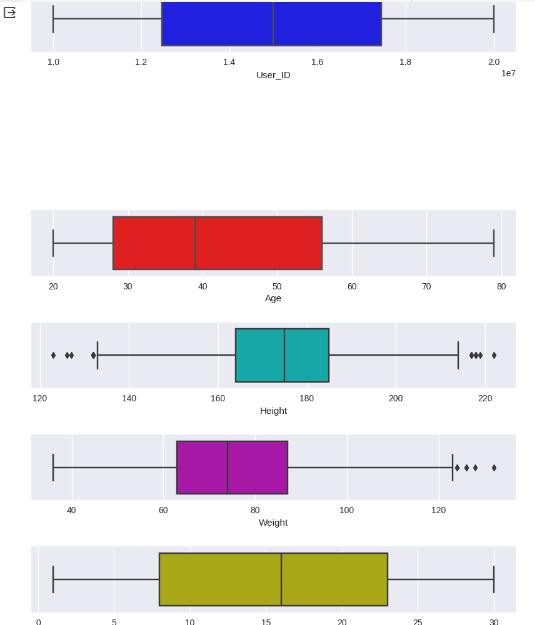 1.0 1.2 1.4 1.6 1.8 2.0
User_ID
1e7
20 30 40 50 60 70 80
Age
120 140 160 180 200 220
Height
40 60 80 100 120
Weight
0 5 10 15 20 25 30